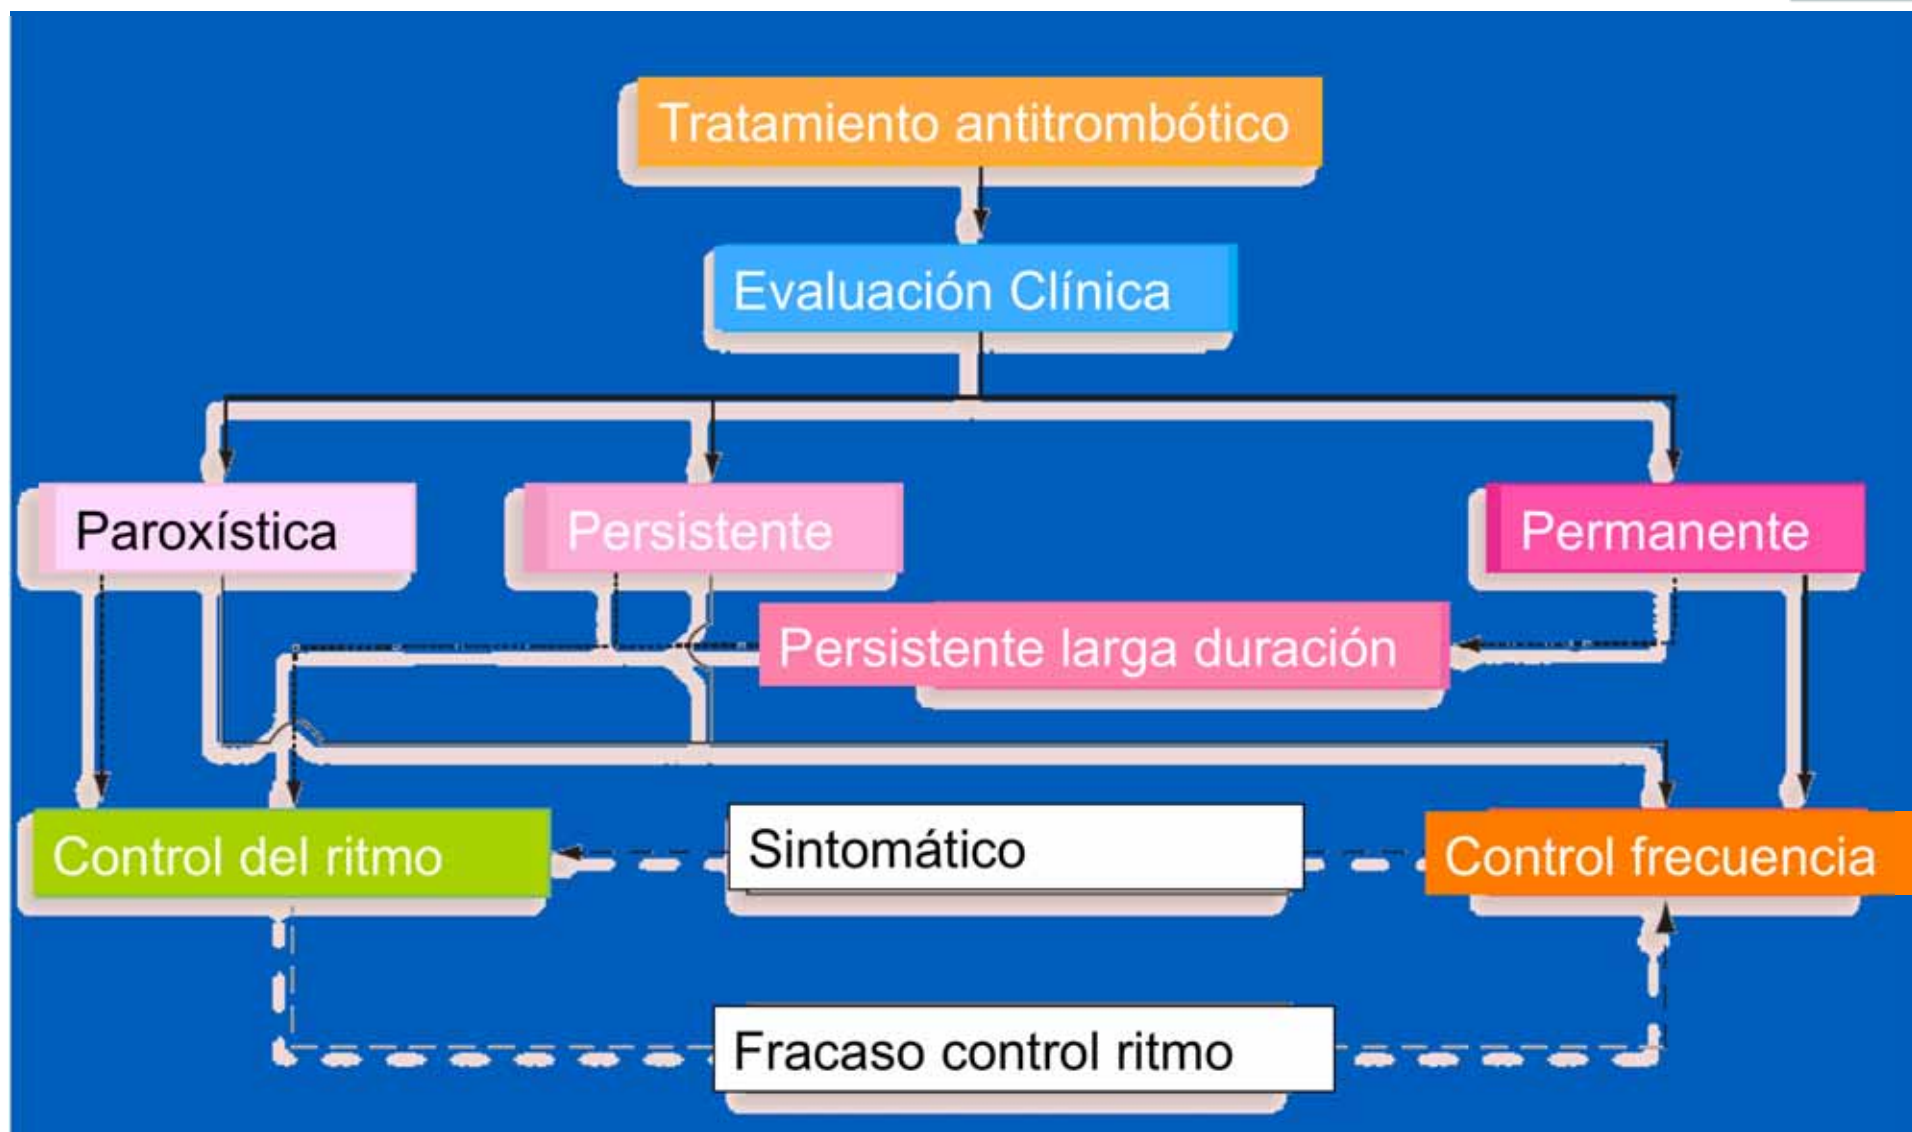 Tratamiento antitrombótico
Evaluación Clínica
Paroxística
Persistente
Permanente
Persistente larga duración
Control del ritmo
Sintomático
Control frecuencia
Fracaso control ritmo